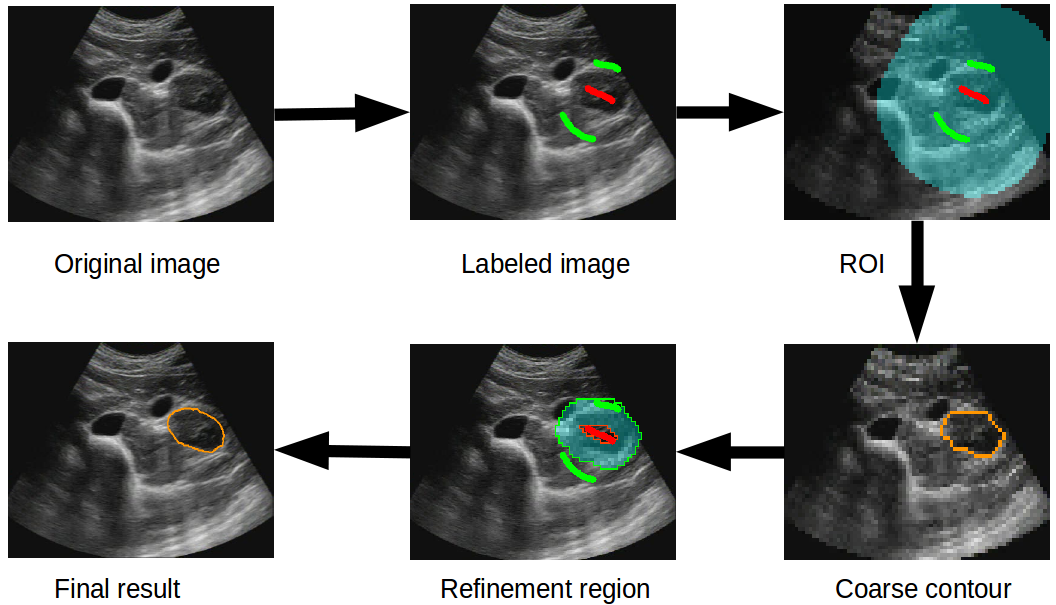 Original image
Labeled image
ROI
Final result
Refinement region
Coarse contour